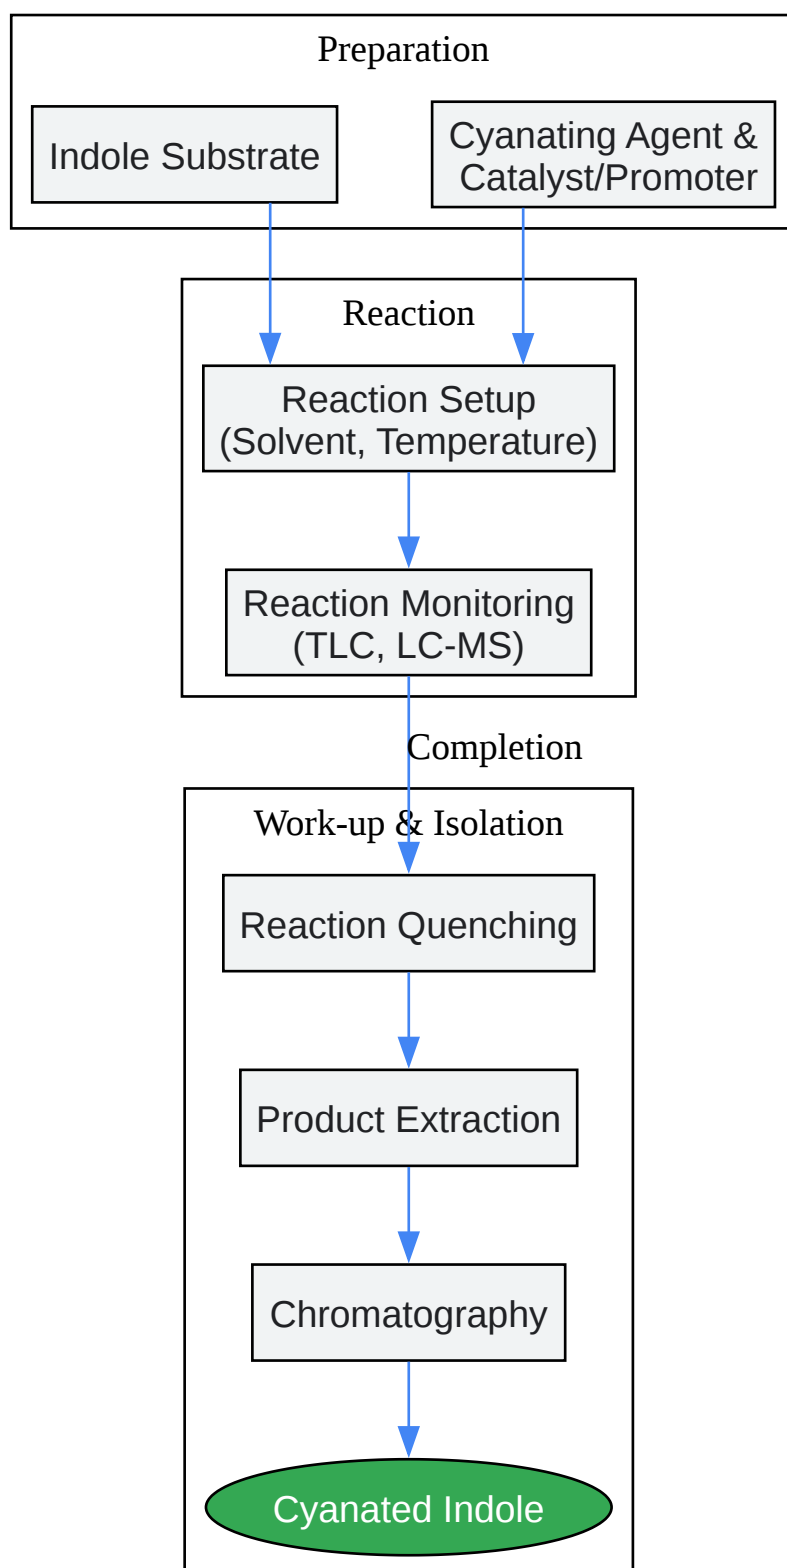 Preparation
Indole Substrate
Cyanating Agent &
Catalyst/Promoter
Reaction
Reaction Setup
(Solvent, Temperature)
Reaction Monitoring
(TLC, LC-MS)
Completion
Work-up & Isolation
Reaction Quenching
Product Extraction
Chromatography
Cyanated Indole